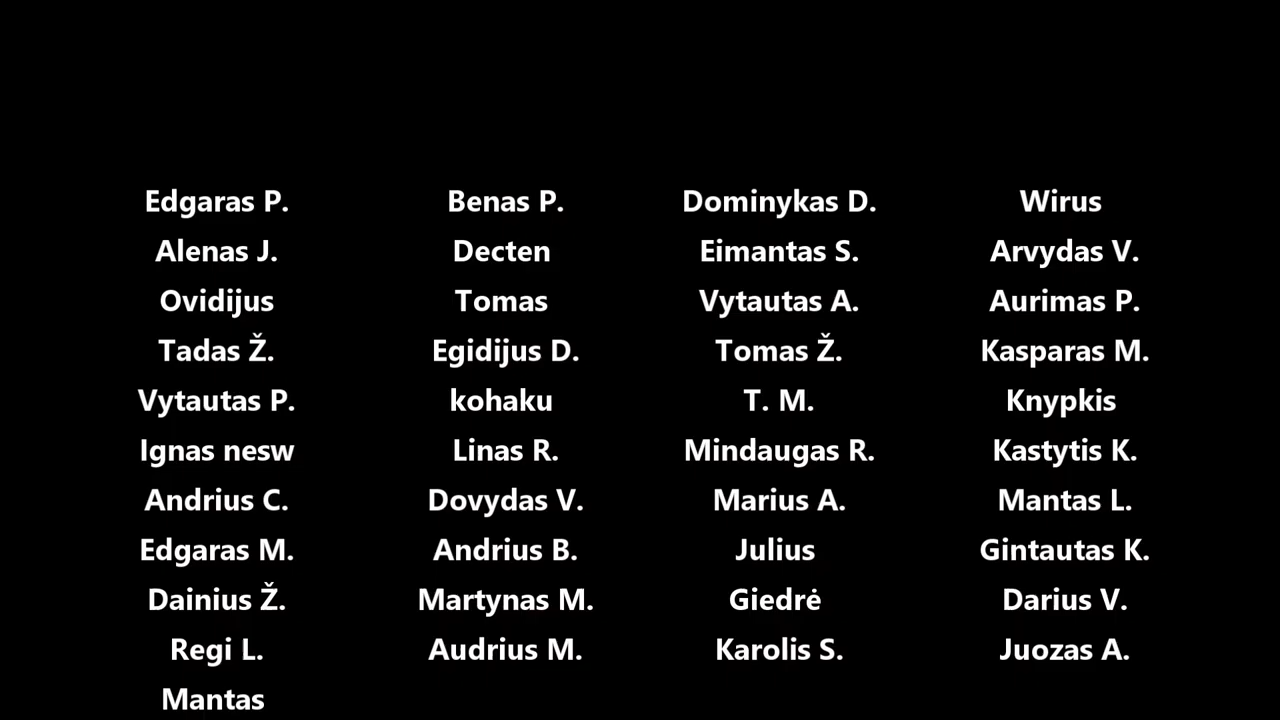 Edgaras P. Benas P. Dominykas D. Wirus
Alenas J. Decten Eimantas S. Arvydas V.
Ovidijus Tomas Vytautas A. Aurimas P.
Tadas Ž. Egidijus D. Tomas Ž. Kasparas M.
Vytautas P. kohaku T. M. Knypkis
Ignas nesw Linas R. Mindaugas R. Kastytis K.
Andrius C. Dovydas V. Marius A. Mantas L.
Edgaras M. Andrius B. Julius Gintautas K.
Dainius Ž. Martynas M. Giedrė Darius V.
Regi L. Audrius M. Karolis S. Juozas A.
Mantas